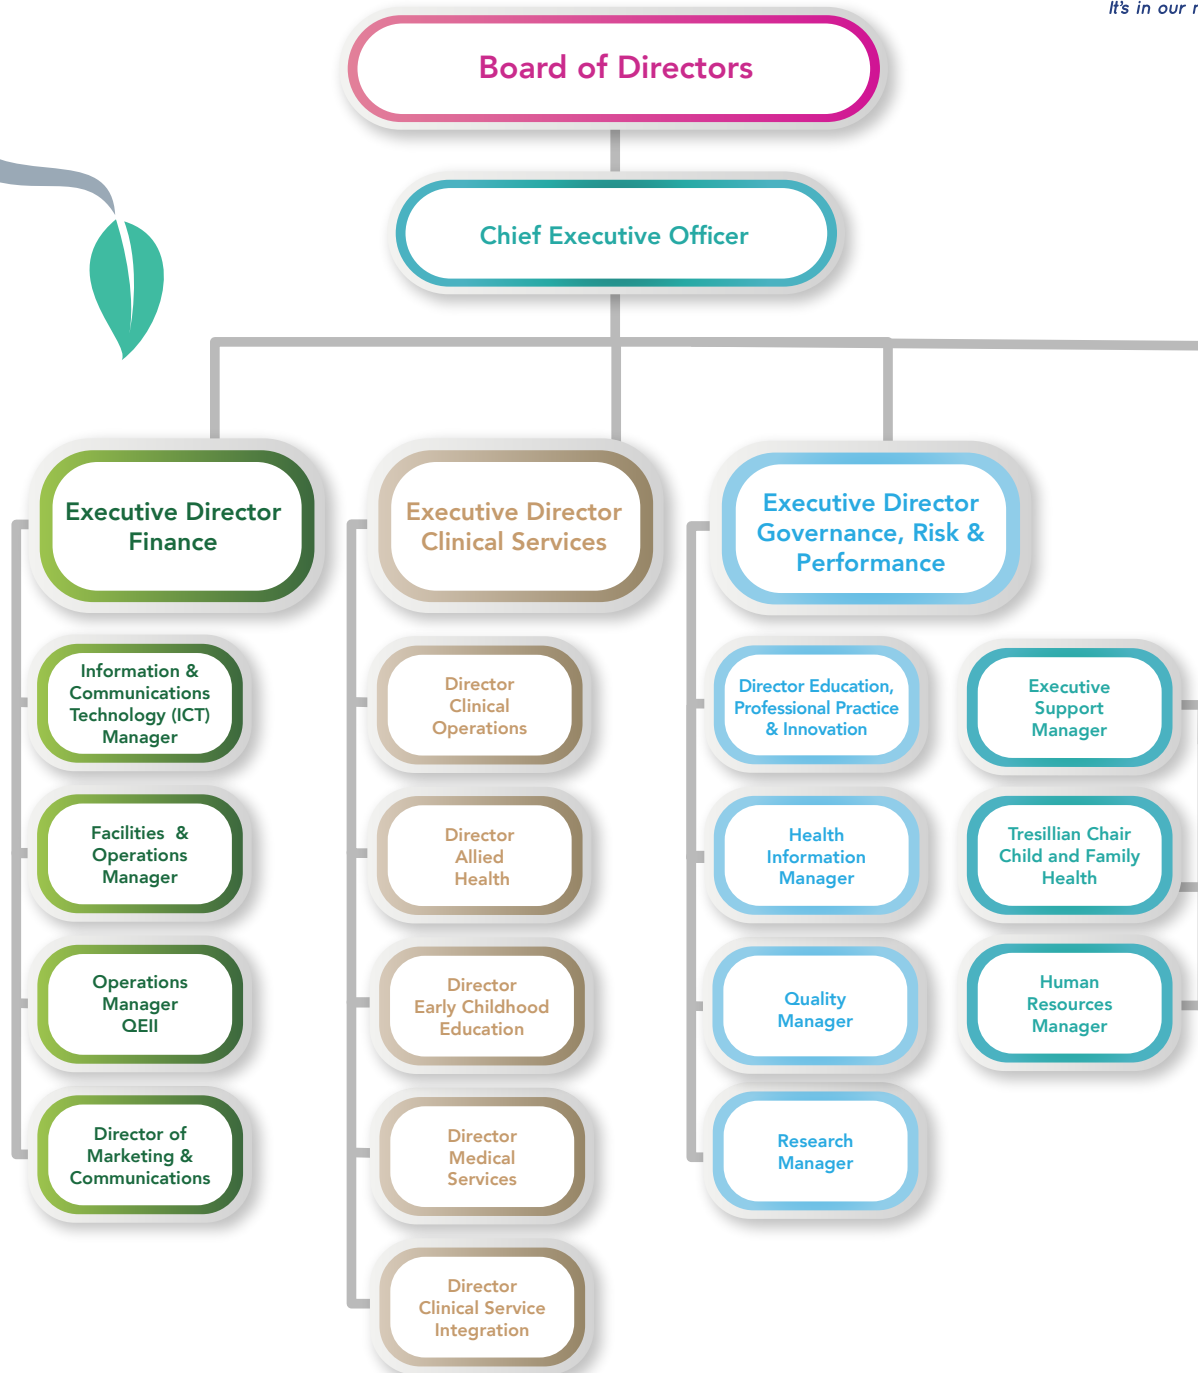 It's in our
Board of Directors
Chief Executive Officer
Executive Director
Finance
Information &
Communications
Technology (ICT)
Manager
Facilities &
Operations
Manager
Operations
Manager
QEII
Director of
Marketing &
Communications
Executive Director
Clinical Services
Director
Clinical
Operations
Director
Allied
Health
Director
Early Childhood
Education
Director
Medical
Services
Director
Clinical Service
Integration
Executive Director
Governance, Risk &
Performance
Director Education,
Professional Practice
& Innovation
Health
Information
Manager
Quality
Manager
Research
Manager
Executive
Support
Manager
Tresillian Chair
Child and Family
Health
Human
Resources
Manager